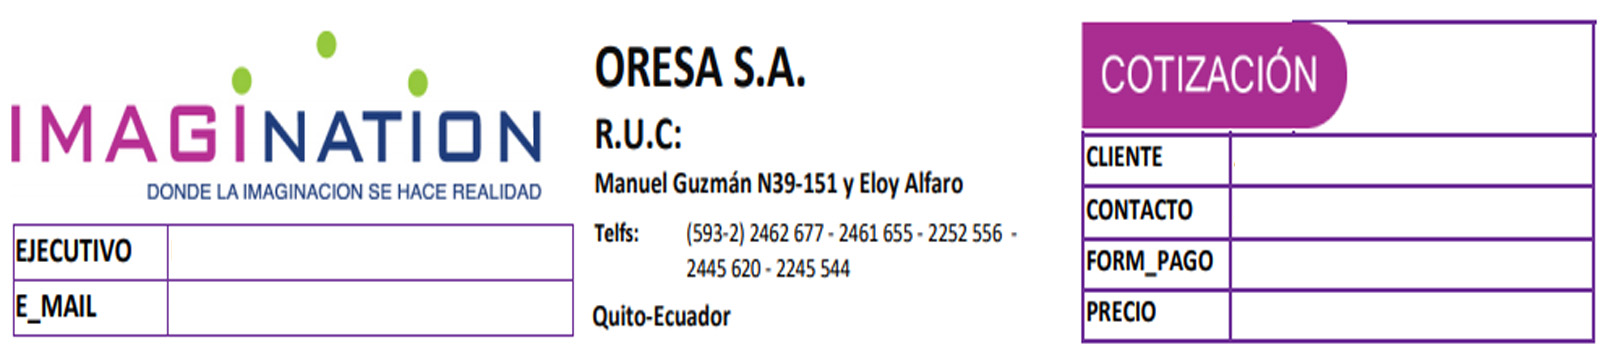 IMAGINATION
DONDE LA IMAGINACION SE HACE REALIDAD
EJECUTIVO
E_MAIL
ORESA S.A.
R.U.C:
Manuel Guzmán N39-151 y Eloy Alfaro
Telfs: (593-2) 2462 677 - 2461 655 - 2252 556 -
2445 620 - 2245 544
Quito-Ecuador
COTIZACIÓN
CLIENTE
CONTACTO
FORM_PAGO
PRECIO